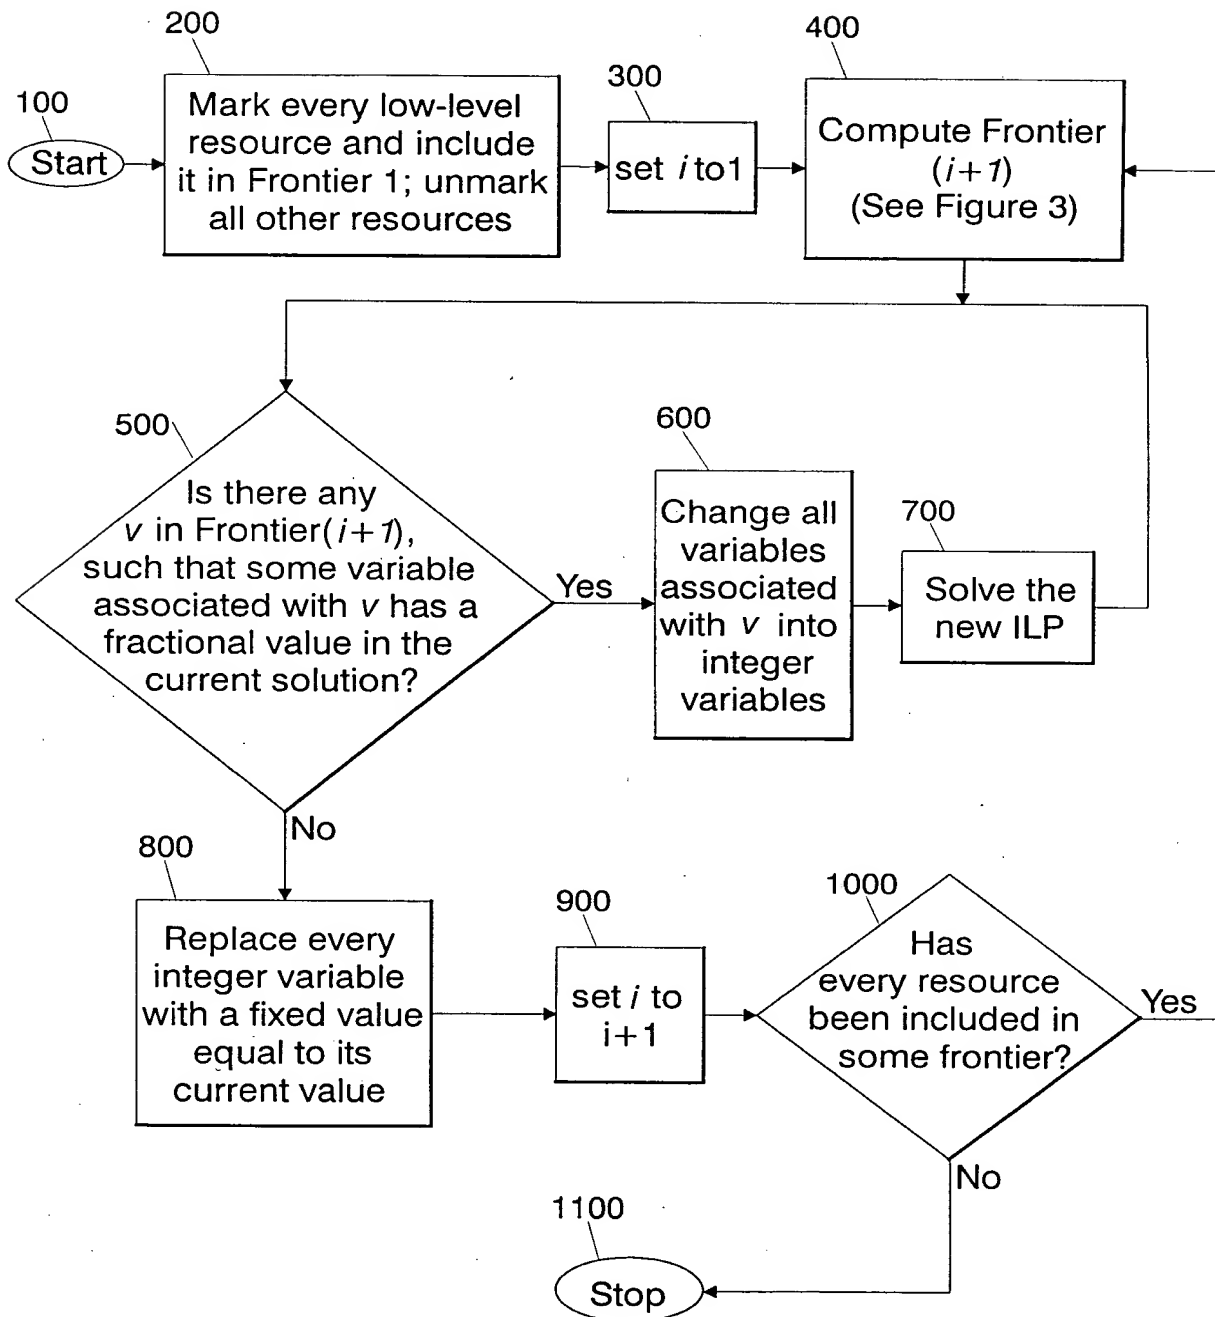 100
Start
200
Mark every low-level
resource and include
it in Frontier 1; unmark
all other resources
300
set i to1
400
Compute Frontier
(i+1)
(See Figure 3)
500
Is there any
v in Frontier(i+1),
such that some variable
associated with v has a
fractional value in the
current solution?
Yes
600
Change all
variables
associated
with v into
integer
variables
700
Solve the
new ILP
No
800
Replace every
integer variable
with a fixed value
equal to its
current value
900
set i to
i+1
1000
Has
every resource
been included in
some frontier?
Yes
No
1100
Stop